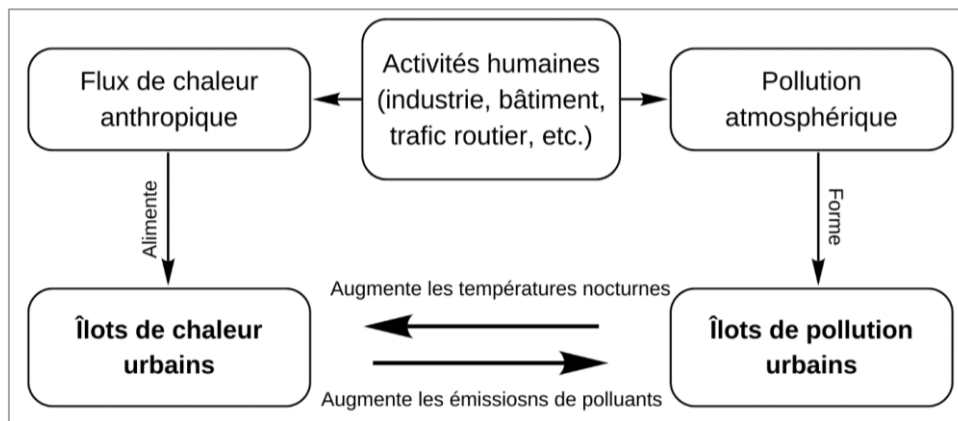 Flux de chaleur
anthropique
Activités humaines
(industrie, bâtiment,
trafic routier, etc.)
Pollution
atmosphérique
Alimente
Forme
Augmente les températures nocturnes
Îlots de chaleur
urbains
Îlots de pollution
urbains
Augmente les émissiosns de polluants